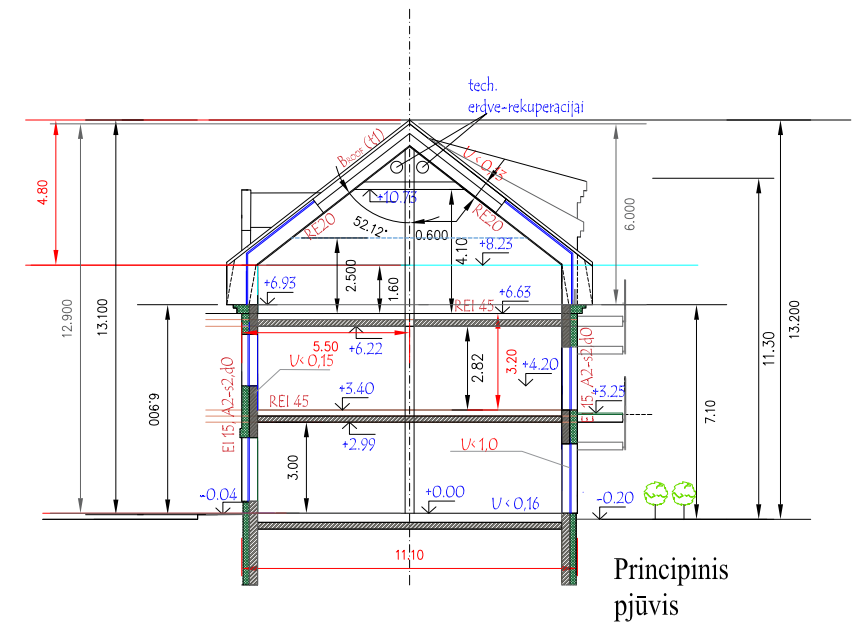 tech.
erdve-rekuperacijai
BROOF (t1)
U<0,13
4.80
+10.73
6.000
RE20
52.12°
RE20
0.600
4.10
+8.23
2.500
1.60
+6.93
+6.63
REI 45
12.900
13.100
13.200
11.30
5.50
+6.22
2.82
3.20
U<0,15
+4.20
6.900
EI 15, A2-s2,d0
EI 15, A2-s2,d0
REI 45
+3.40
+3.25
7.10
+2.99
U<1,0
3.00
-0.04
+0.00
U<0,16
-0.20
11.10
Principinis
pjūvis